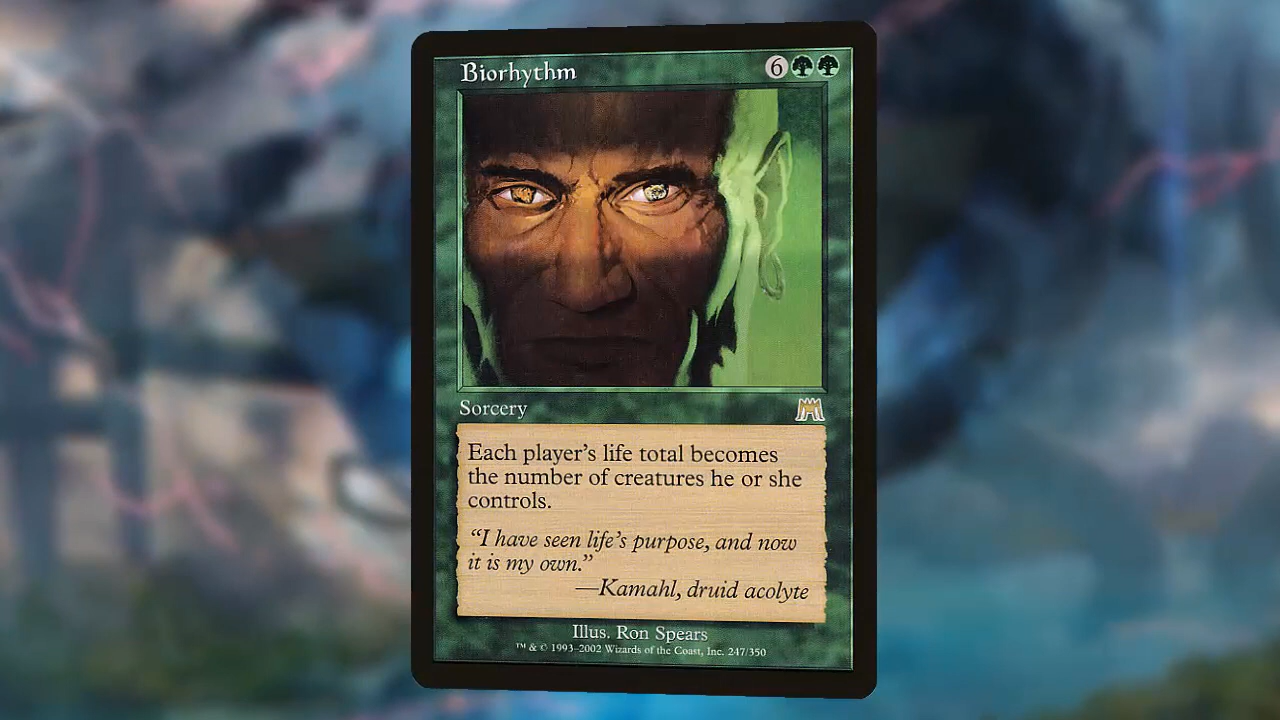 Biorhythm 6
Sorcery
Each player's life total becomes
the number of creatures he or she
controls.
"I have seen life's purpose, and now
it is my own."
—Kamahl, druid acolyte
Illus. Ron Spears
™ & © 1993–2002 Wizards of the Coast, Inc. 247/350